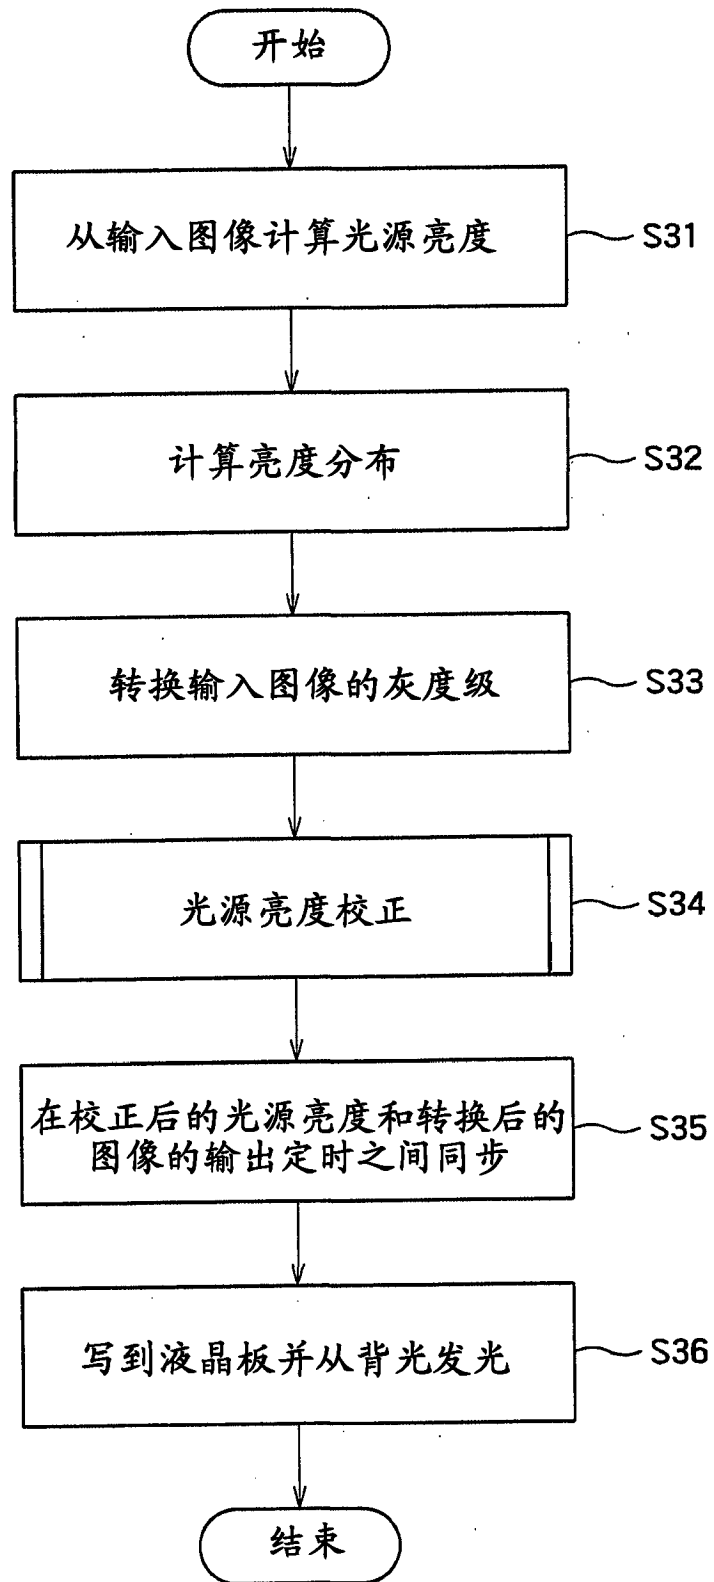 开始
从输入图像计算光源亮度
S31
计算亮度分布
S32
转换输入图像的灰度级
S33
光源亮度校正
S34
在校正后的光源亮度和转换后的
图像的输出定时之间同步
S35
写到液晶板并从背光发光
S36
结束